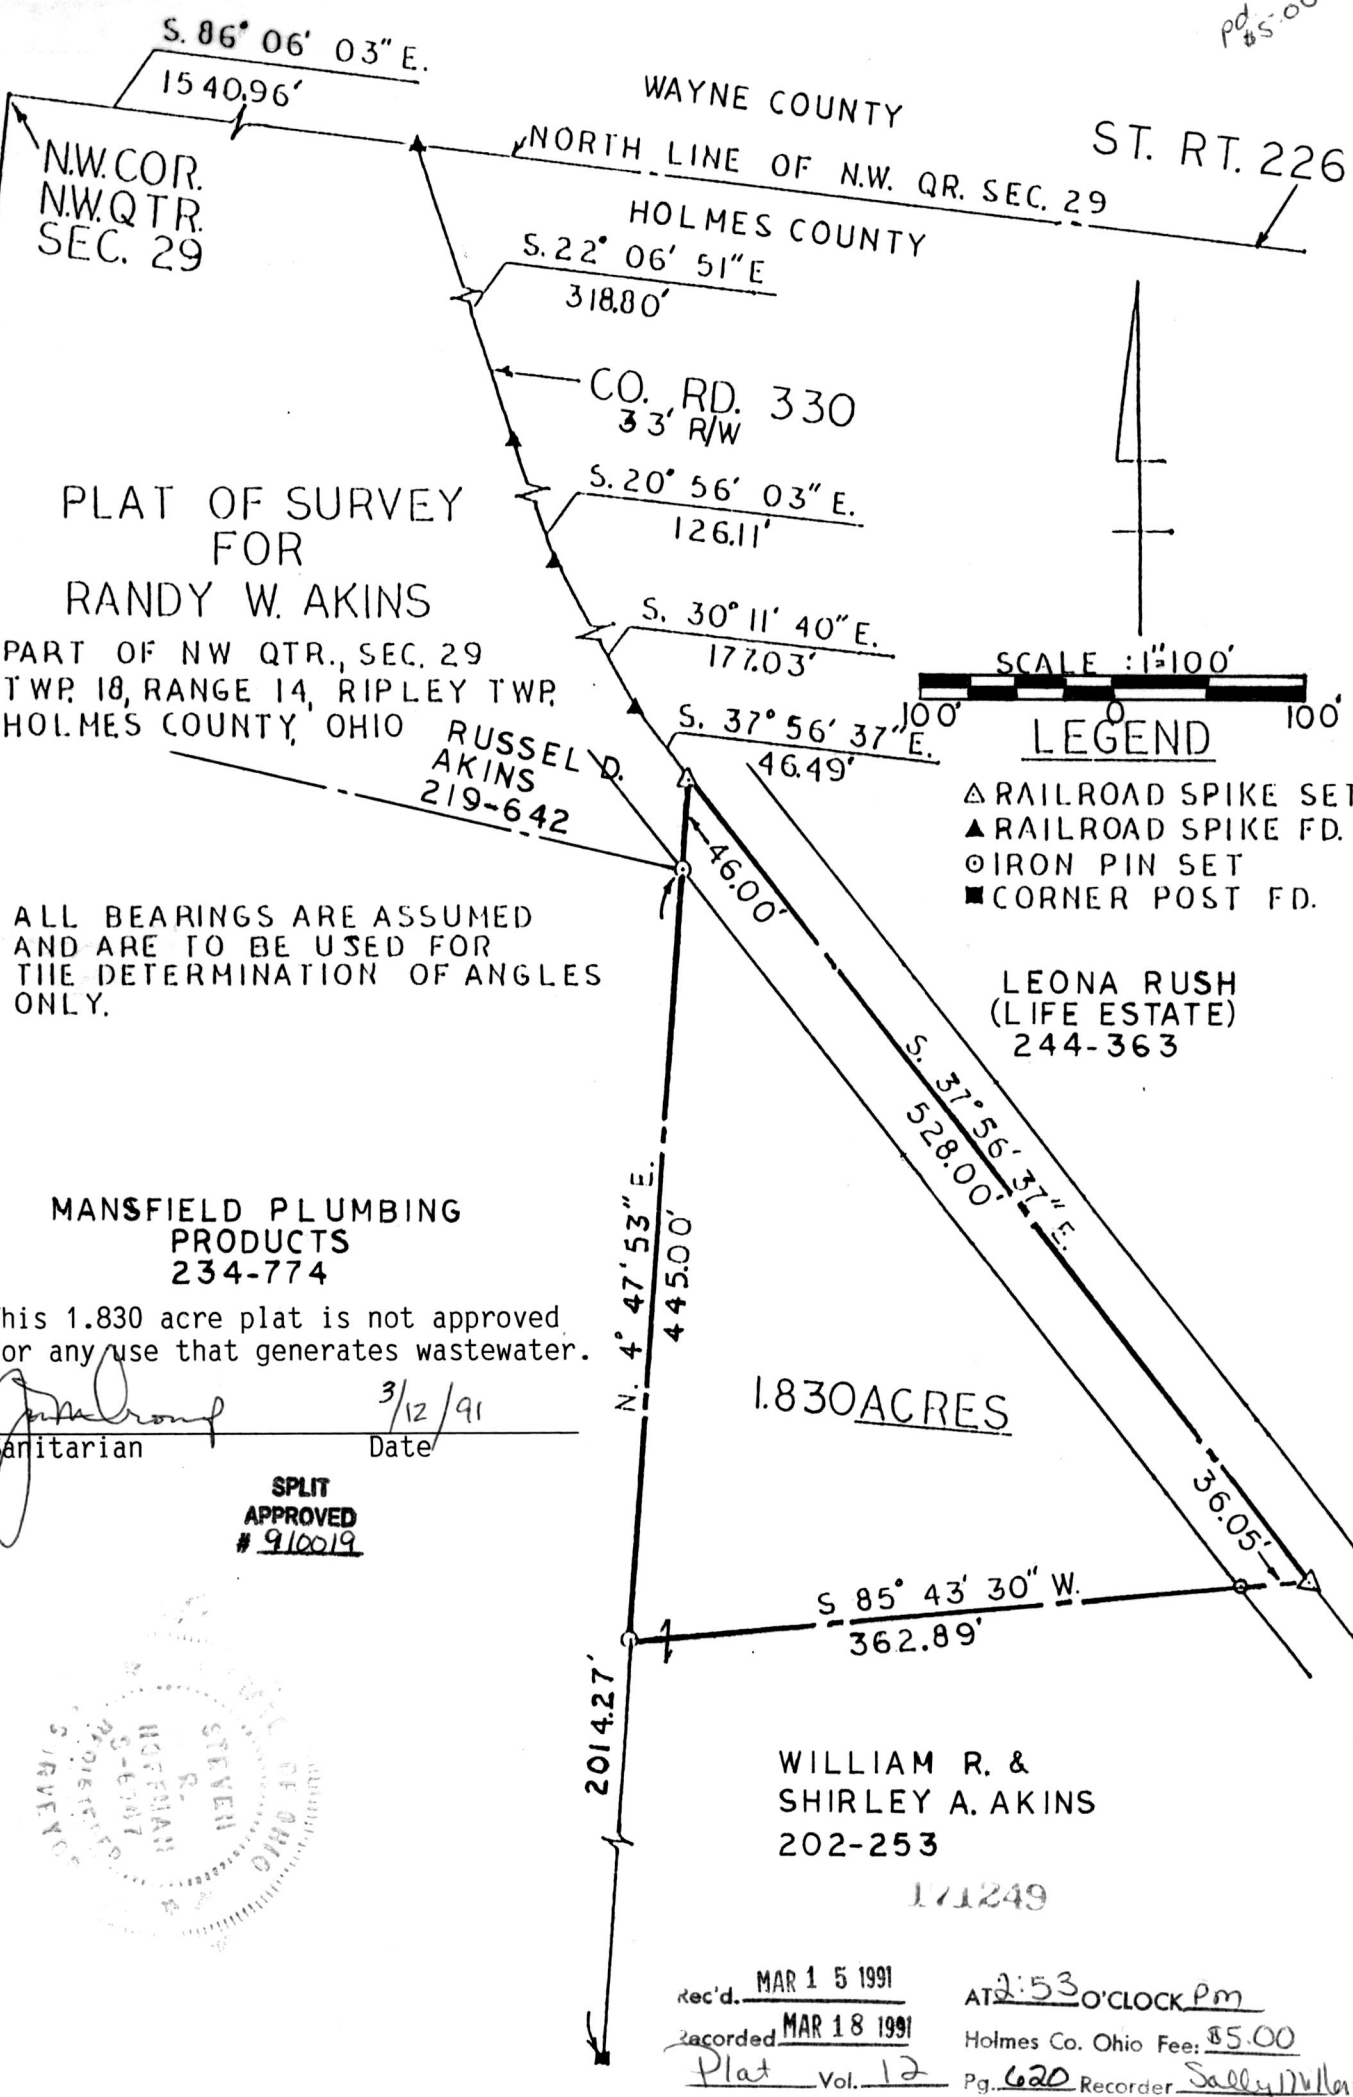 pd $5.00
S. 86° 06' 03" E.
1540.96'
WAYNE COUNTY
NORTH LINE OF N.W. QR. SEC. 29
ST. RT. 226
N.W. COR.
N.W. QTR.
SEC. 29
HOLMES COUNTY
S. 22° 06' 51" E
318.80'
CO. RD. 330
33' R/W
S. 20° 56' 03" E.
126.11'
PLAT OF SURVEY
FOR
RANDY W. AKINS
PART OF NW QTR., SEC. 29
TWP. 18, RANGE 14, RIPLEY TWP.
HOLMES COUNTY, OHIO
S. 30° 11' 40" E.
177.03'
SCALE : 1"=100'
100' 0 100'
S. 37° 56' 37" E.
46.49'
RUSSEL D.
AKINS
219-642
LEGEND
RAILROAD SPIKE SET
RAILROAD SPIKE FD.
IRON PIN SET
CORNER POST FD.
46.00'
ALL BEARINGS ARE ASSUMED
AND ARE TO BE USED FOR
THE DETERMINATION OF ANGLES
ONLY.
LEONA RUSH
(LIFE ESTATE)
244-363
S. 37° 56' 37" E.
528.00'
N. 4° 47' 53" E.
445.00'
MANSFIELD PLUMBING
PRODUCTS
234-774
his 1.830 acre plat is not approved
or any use that generates wastewater.
3/12/91
anitarian Date
1.830 ACRES
SPLIT
APPROVED
# 910019
36.05'
S 85° 43' 30" W.
362.89'
2014.27'
OF OHIO
STEVEN
R.
HOFFMAN
REGISTERED
SURVEYOR
WILLIAM R. &
SHIRLEY A. AKINS
202-253
171249
Rec'd. MAR 15 1991 AT 2:53 O'CLOCK Pm
Recorded MAR 18 1991 Holmes Co. Ohio Fee: $5.00
Plat Vol. 12 Pg. 620 Recorder Sally Miller